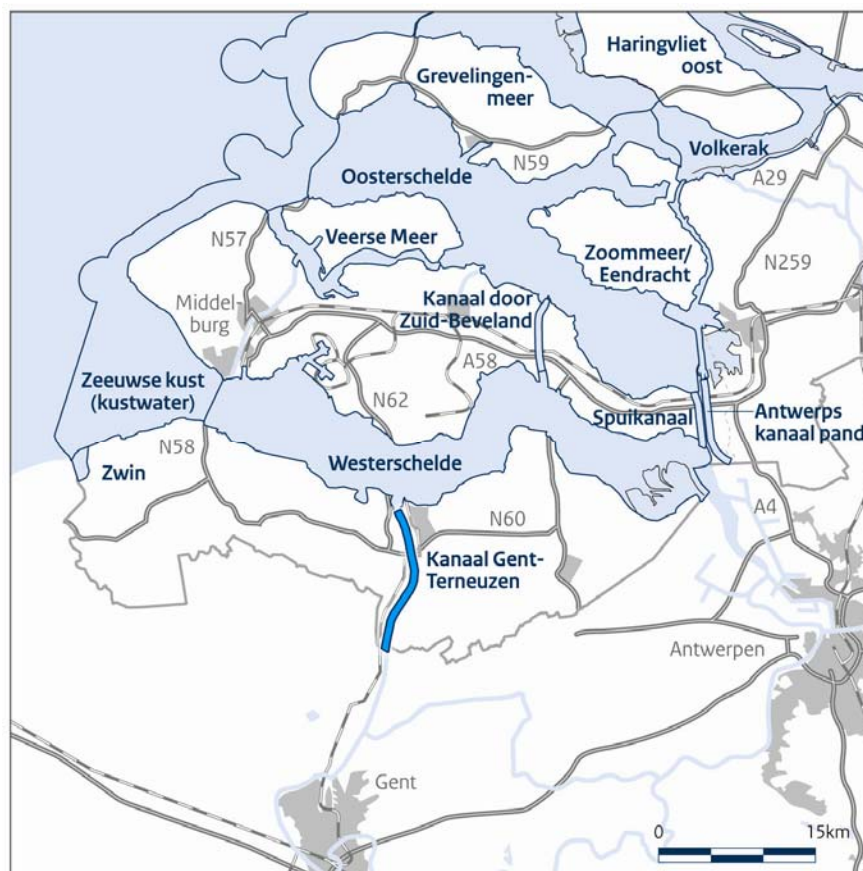 Haringvliet
oost
Grevelingen-
meer
Volkerak
N59
A29
Oosterschelde
N57
Veerse Meer
Zoommeer/
Eendracht
N259
Middel-
burg
Kanaal door
Zuid-Beveland
A58
Zeeuwse kust
(kustwater)
N62
Spuikanaal
Antwerps
kanaal pand
N58
Zwin
Westerschelde
A4
N60
Kanaal Gent-
Terneuzen
Antwerpen
Gent
0
15km